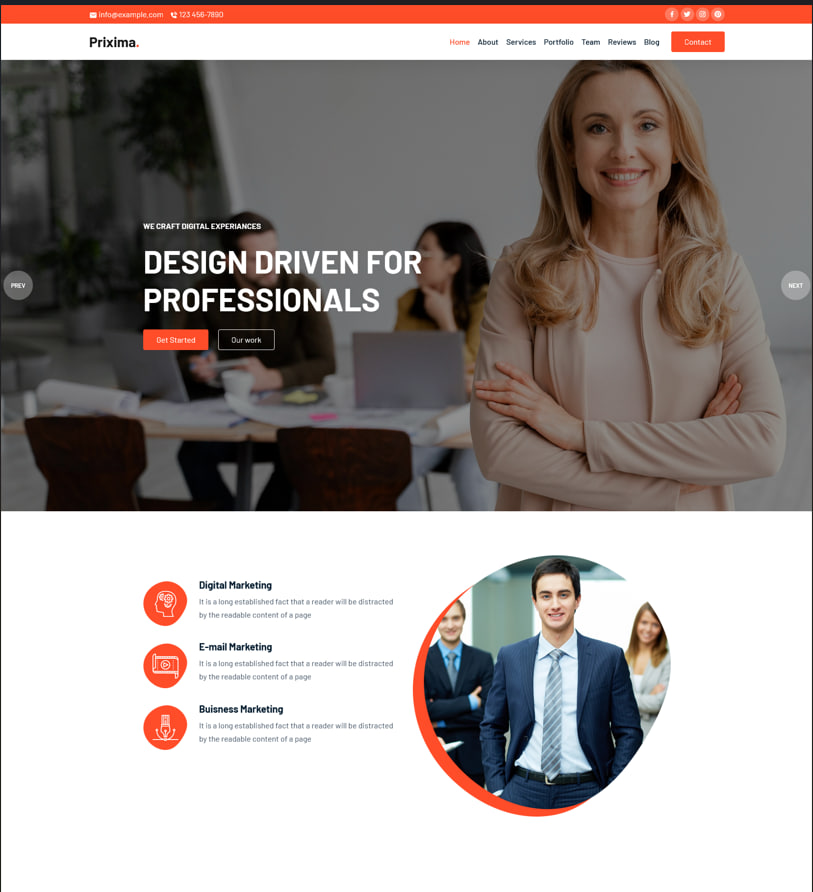 info@example.com 123 456-7890
Prixima.
Home About Services Portfolio Team Reviews Blog Contact
WE CRAFT DIGITAL EXPERIANCES
DESIGN DRIVEN FOR
PROFESSIONALS
PREV
NEXT
Get Started Our work
Digital Marketing
It is a long established fact that a reader will be distracted
by the readable content of a page
E-mail Marketing
It is a long established fact that a reader will be distracted
by the readable content of a page
Buisness Marketing
It is a long established fact that a reader will be distracted
by the readable content of a page